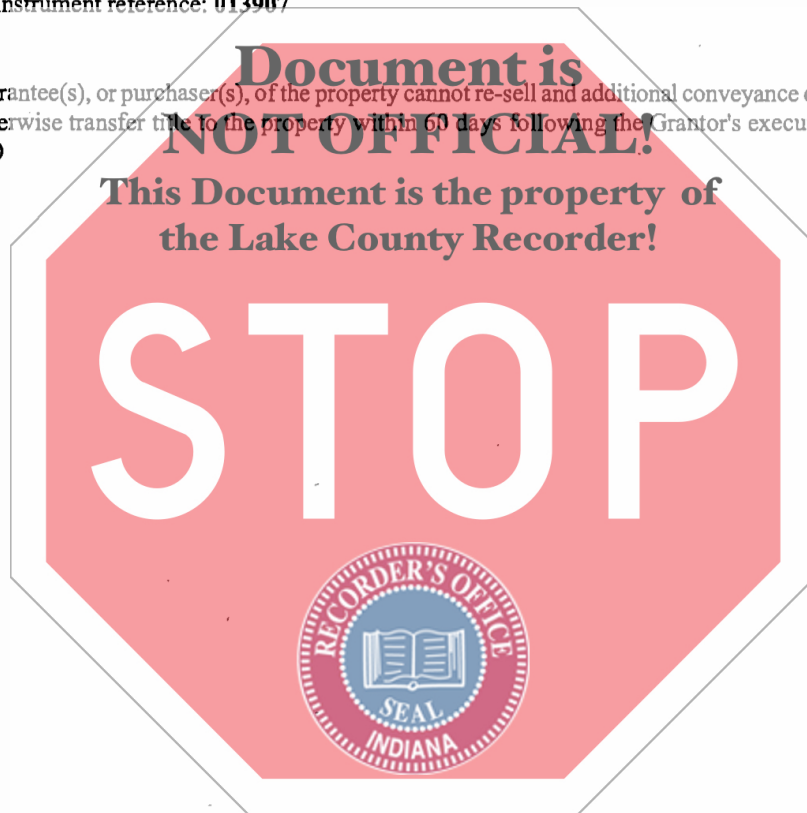 nstrument reference: 013907
Document is
rantee(s), or purchaser(s), of the property cannot re-sell and additional conveyance
erwise transfer title to the property within 60 days following the Grantor's execu
NOT OFFICIAL!
)
This Document is the property of
the Lake County Recorder!
STOP
RECORDER'S OFFICE
SEAL
INDIANA